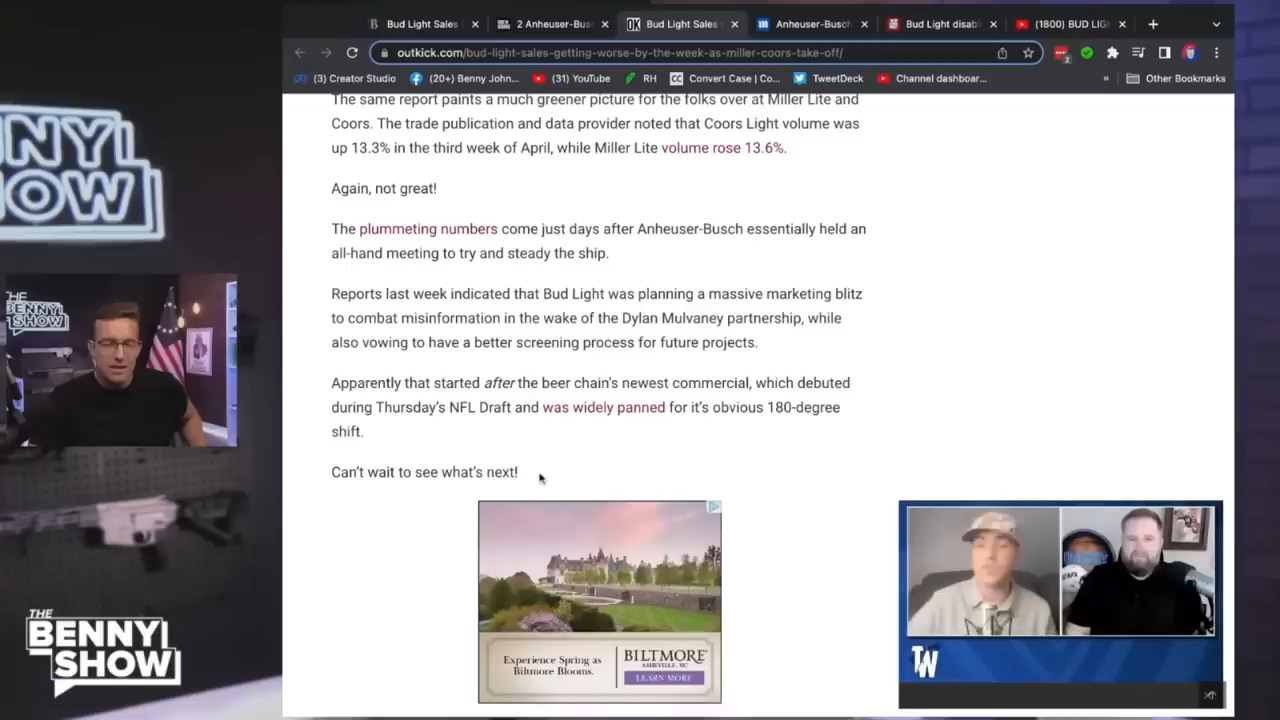 Bud Light Sales
2 Anheuser-Bus
OK
Bud Light Sales
Anheuser-Busch
Bud Light disabl
(1800) BUD LIGH
outkick.com/bud-light-sales-getting-worse-by-the-week-as-miller-coors-take-off/
(3) Creator Studio
(20+) Benny John...
(31) YouTube
RH
CC
Convert Case | Co...
TweetDeck
Channel dashboar...
»
Other Bookmarks
The same report paints a much greener picture for the folks over at Miller Lite and
Coors. The trade publication and data provider noted that Coors Light volume was
up 13.3% in the third week of April, while Miller Lite volume rose 13.6%.
Again, not great!
The plummeting numbers come just days after Anheuser-Busch essentially held an
all-hand meeting to try and steady the ship.
Reports last week indicated that Bud Light was planning a massive marketing blitz
to combat misinformation in the wake of the Dylan Mulvaney partnership, while
also vowing to have a better screening process for future projects.
Apparently that started after the beer chain's newest commercial, which debuted
during Thursday's NFL Draft and was widely panned for it's obvious 180-degree
shift.
Can't wait to see what's next!
Experience Spring as
Biltmore Blooms.
BILTMORE
ASHEVILLE, NC
LEARN MORE
TW
NNY
HOW
THE
BENNY
SHOW
THE
BENNY
SHOW